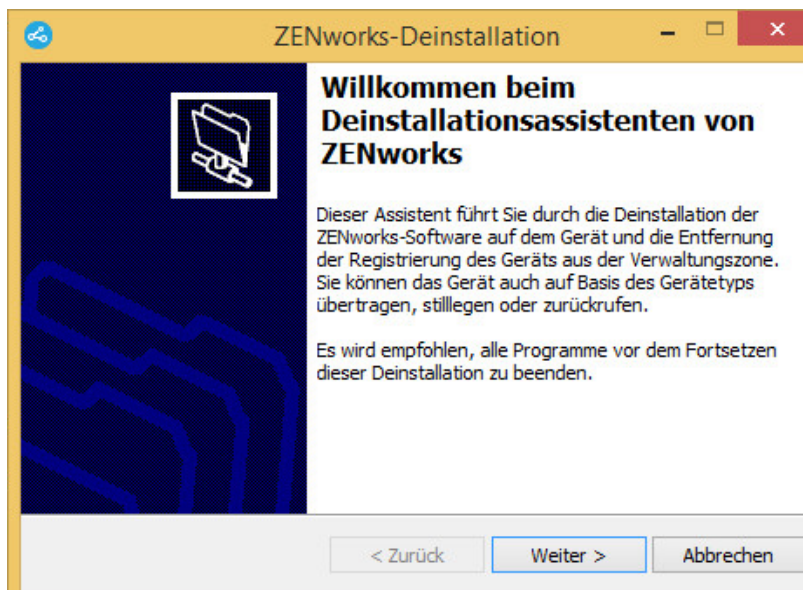 ZENworks-Deinstallation
Willkommen beim
Deinstallationsassistenten von
ZENworks
Dieser Assistent führt Sie durch die Deinstallation der
ZENworks-Software auf dem Gerät und die Entfernung
der Registrierung des Geräts aus der Verwaltungszone.
Sie können das Gerät auch auf Basis des Gerätetyps
übertragen, stilllegen oder zurückrufen.
Es wird empfohlen, alle Programme vor dem Fortsetzen
dieser Deinstallation zu beenden.
< Zurück
Weiter >
Abbrechen